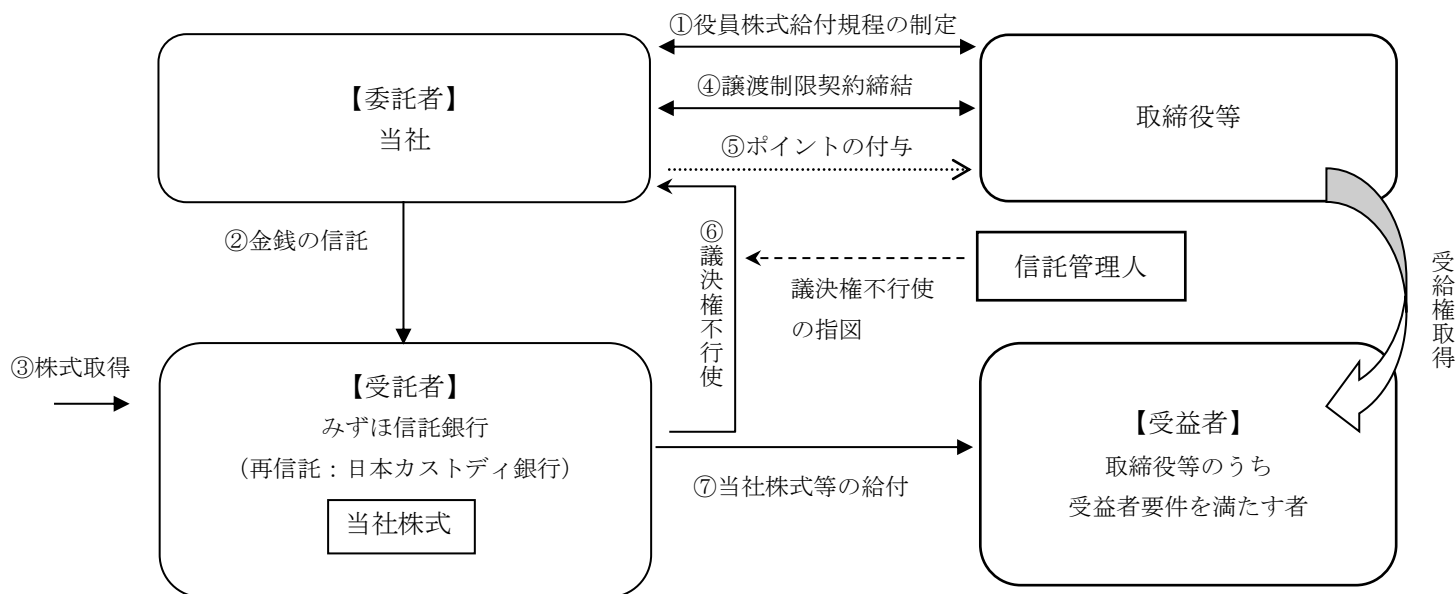 ①役員株式給付規程の制定
【委託者】
当社
④譲渡制限契約締結
取締役等
⑤ポイントの付与
②金銭の信託
⑥議決権不行使
信託管理人
議決権不行使
の指図
受給権取得
③株式取得
【受託者】
みずほ信託銀行
(再信託:日本カストディ銀行)
当社株式
⑦当社株式等の給付
【受益者】
取締役等のうち
受益者要件を満たす者